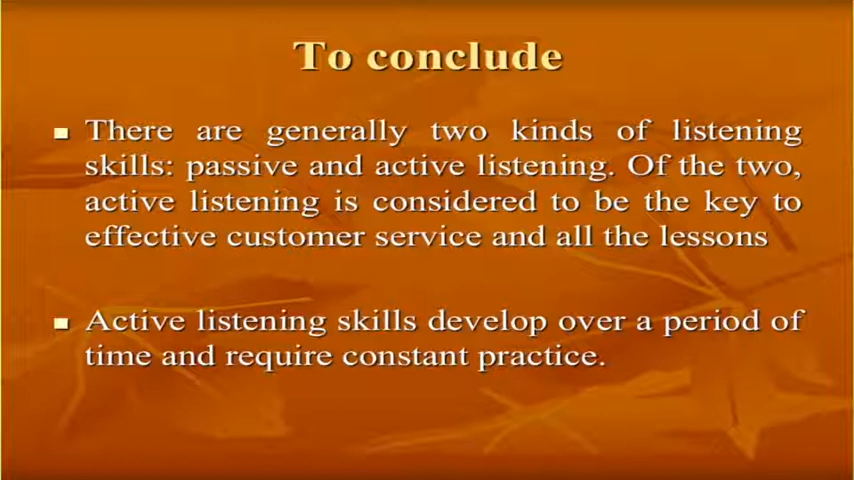 To conclude
There are generally two kinds of listening
skills: passive and active listening. Of the two,
active listening is considered to be the key to
effective customer service and all the lessons
Active listening skills develop over a period of
time and require constant practice.